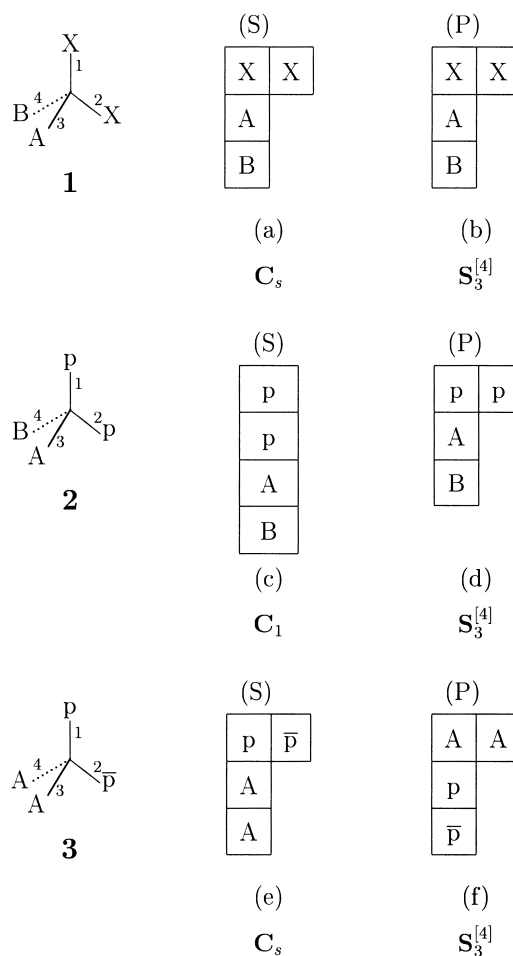 (S) (P)
X
1
B 4 2 X
A 3
1
X X
A
B
X X
A
B
(a) (b)
C_s S_3^{[4]}
(S) (P)
p
1
B 4 2 p
A 3
2
p
p
A
B
p p
A
B
(c) (d)
C_1 S_3^{[4]}
(S) (P)
p
1
A 4 2 p̅
A 3
3
p p̅
A
A
A A
p
p̅
(e) (f)
C_s S_3^{[4]}